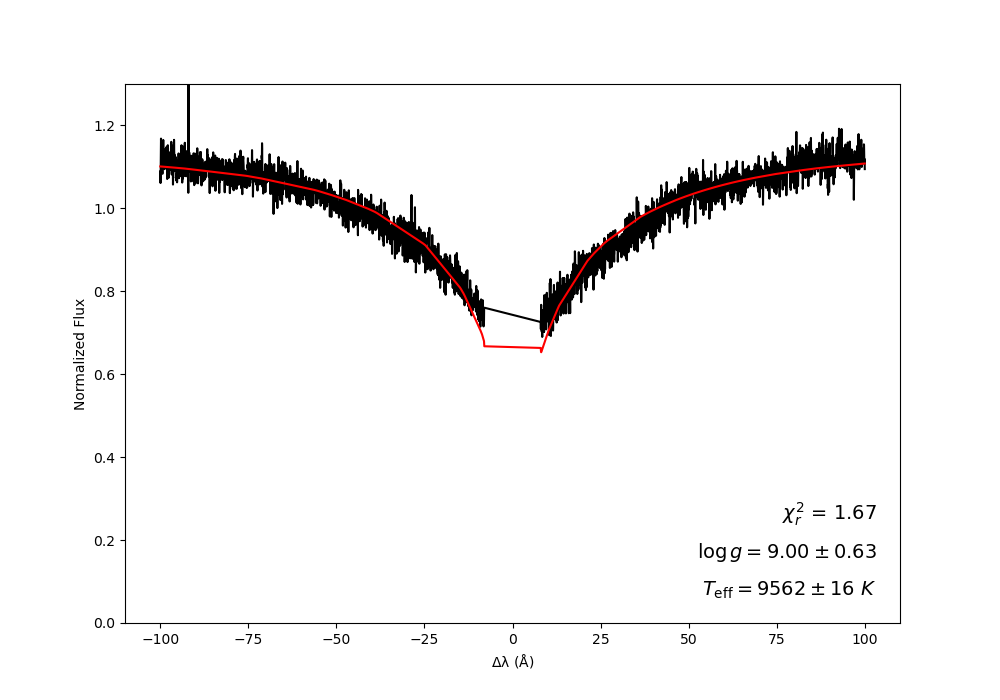 1.2
1.0
0.8
0.6
0.4
0.2
0.0
Normalized Flux
χ²ᵣ = 1.67
log g = 9.00 ± 0.63
T_eff = 9562 ± 16 K
−100 −75 −50 −25 0 25 50 75 100
Δλ (Å)